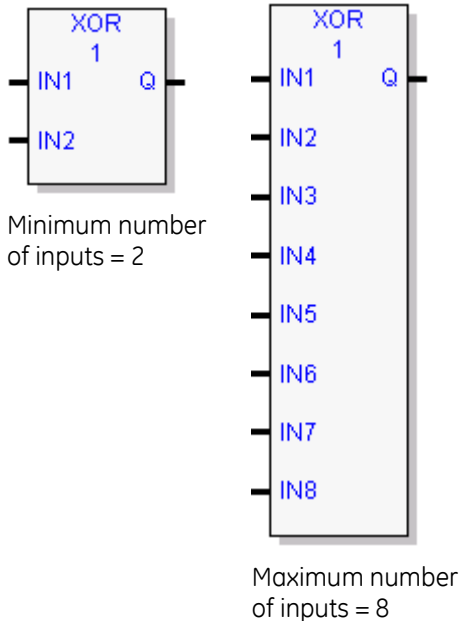 XOR
1
IN1 Q
IN2
Minimum number
of inputs = 2
XOR
1
IN1 Q
IN2
IN3
IN4
IN5
IN6
IN7
IN8
Maximum number
of inputs = 8